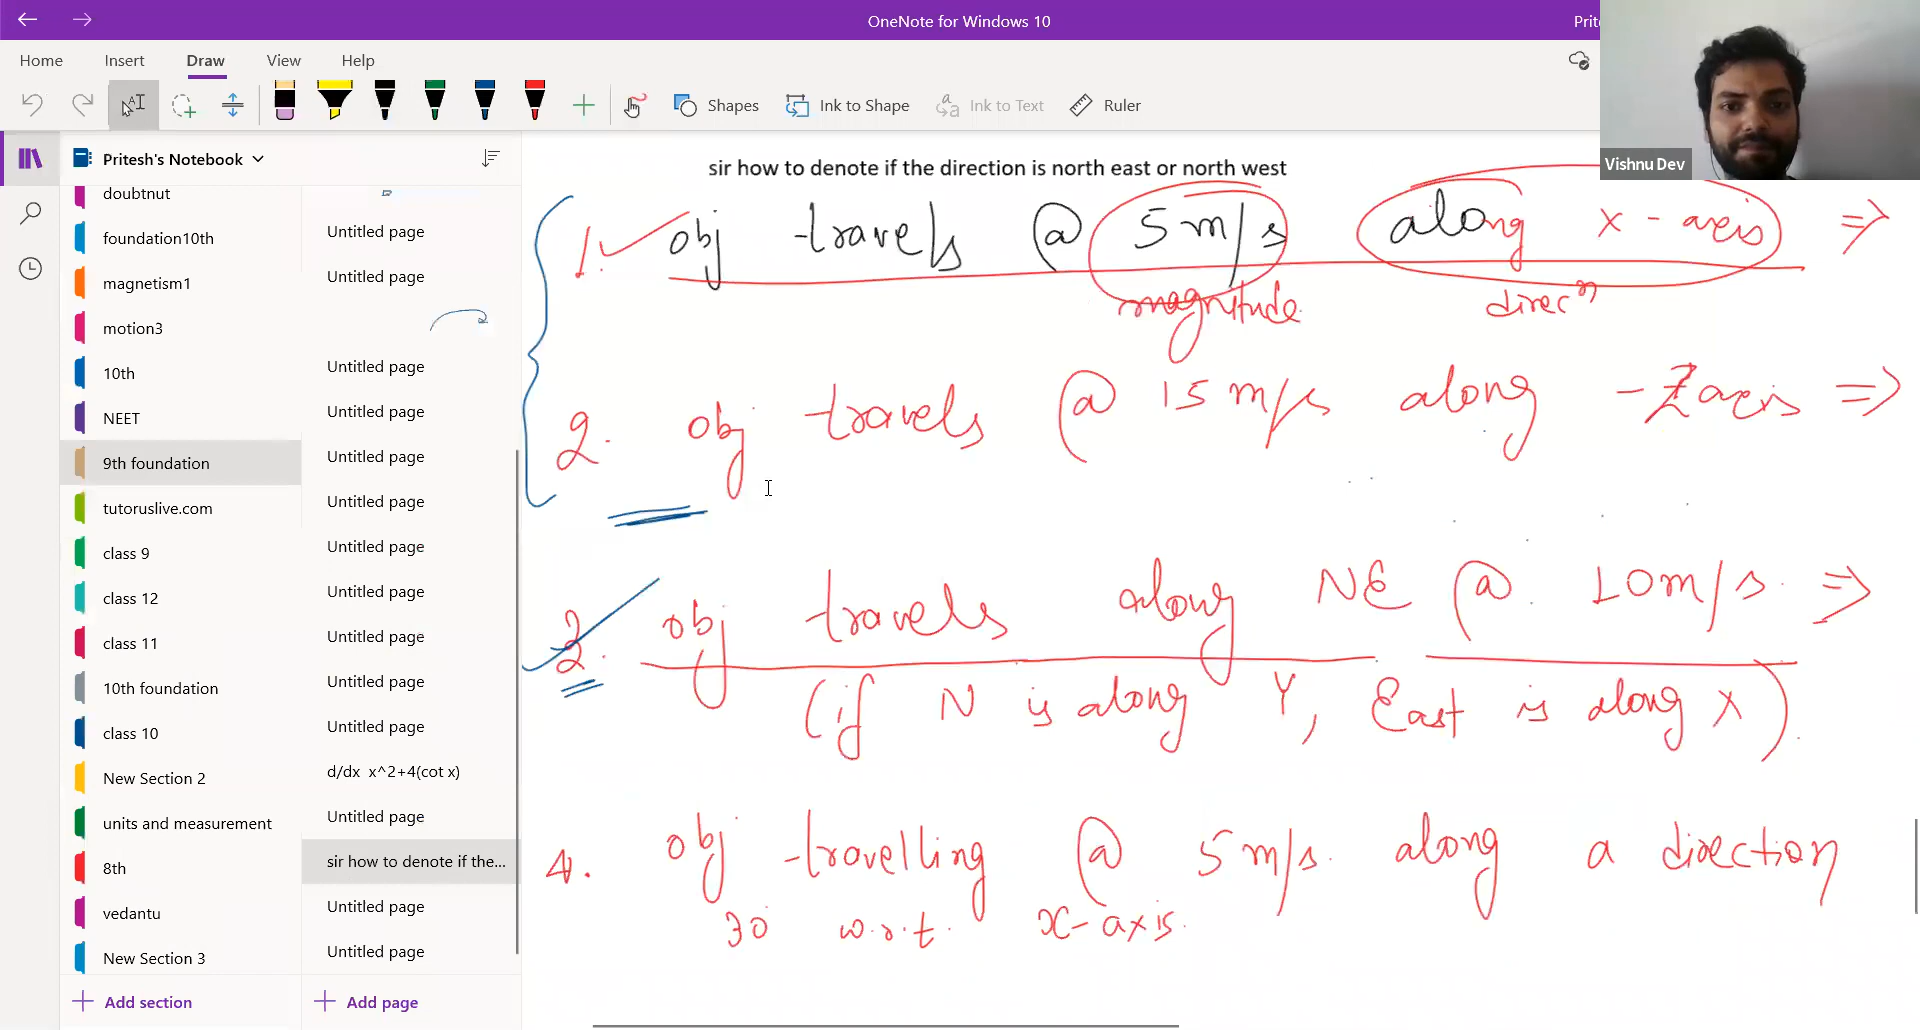 OneNote for Windows 10
Home Insert Draw View Help
Shapes Ink to Shape Ink to Text Ruler
Vishnu Dev
Pritesh's Notebook
doubtnut
foundation10th
magnetism1
motion3
10th
NEET
9th foundation
tutoruslive.com
class 9
class 12
class 11
10th foundation
class 10
New Section 2
units and measurement
8th
vedantu
New Section 3
Add section
Untitled page
Untitled page
Untitled page
Untitled page
Untitled page
Untitled page
Untitled page
Untitled page
Untitled page
Untitled page
Untitled page
d/dx x^2+4(cot x)
Untitled page
sir how to denote if the...
Untitled page
Untitled page
Add page
sir how to denote if the direction is north east or north west
1. obj travels @ 5 m/s along x-axis ⇒
magnitude direcⁿ
2. obj travels @ 15 m/s along -Z axis ⇒
obj travels along NE @ 10 m/s. ⇒
(if N is along Y, East is along X).
4. obj travelling @ 5 m/s. along a direction
30 w.r.t. x-axis.